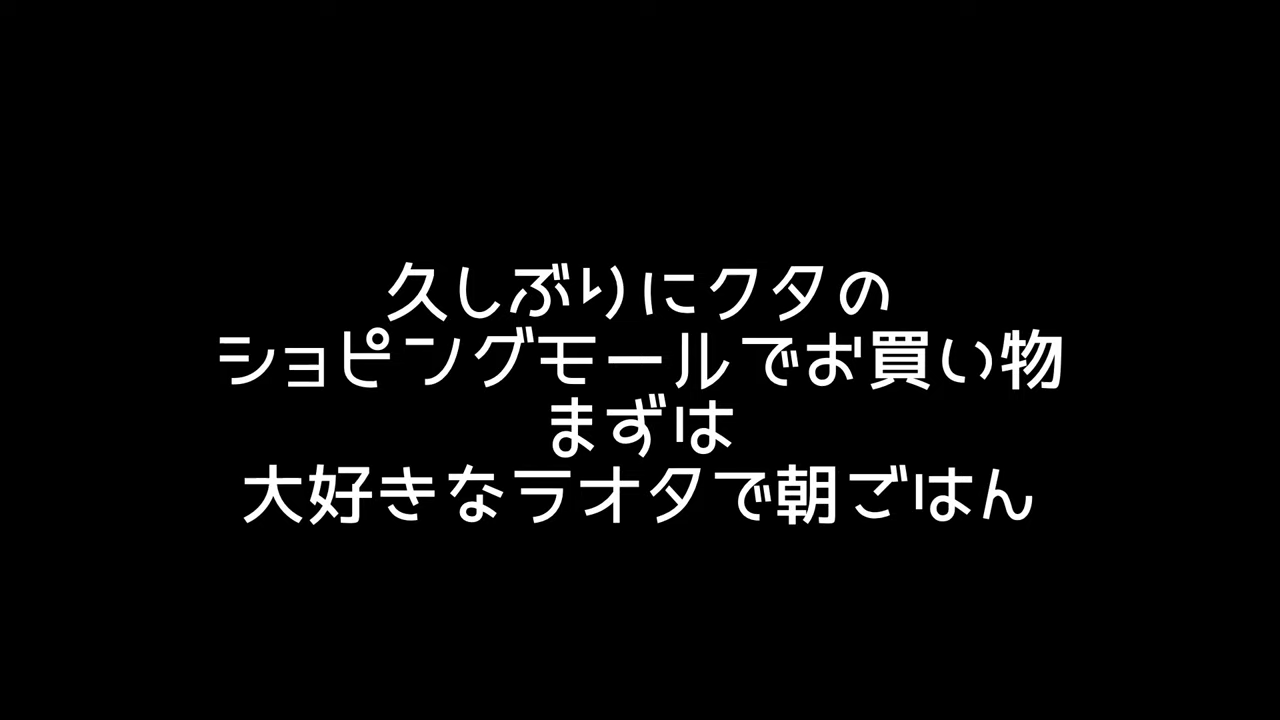 久しぶりにクタの
ショピングモールでお買い物
まずは
大好きなラオタで朝ごはん